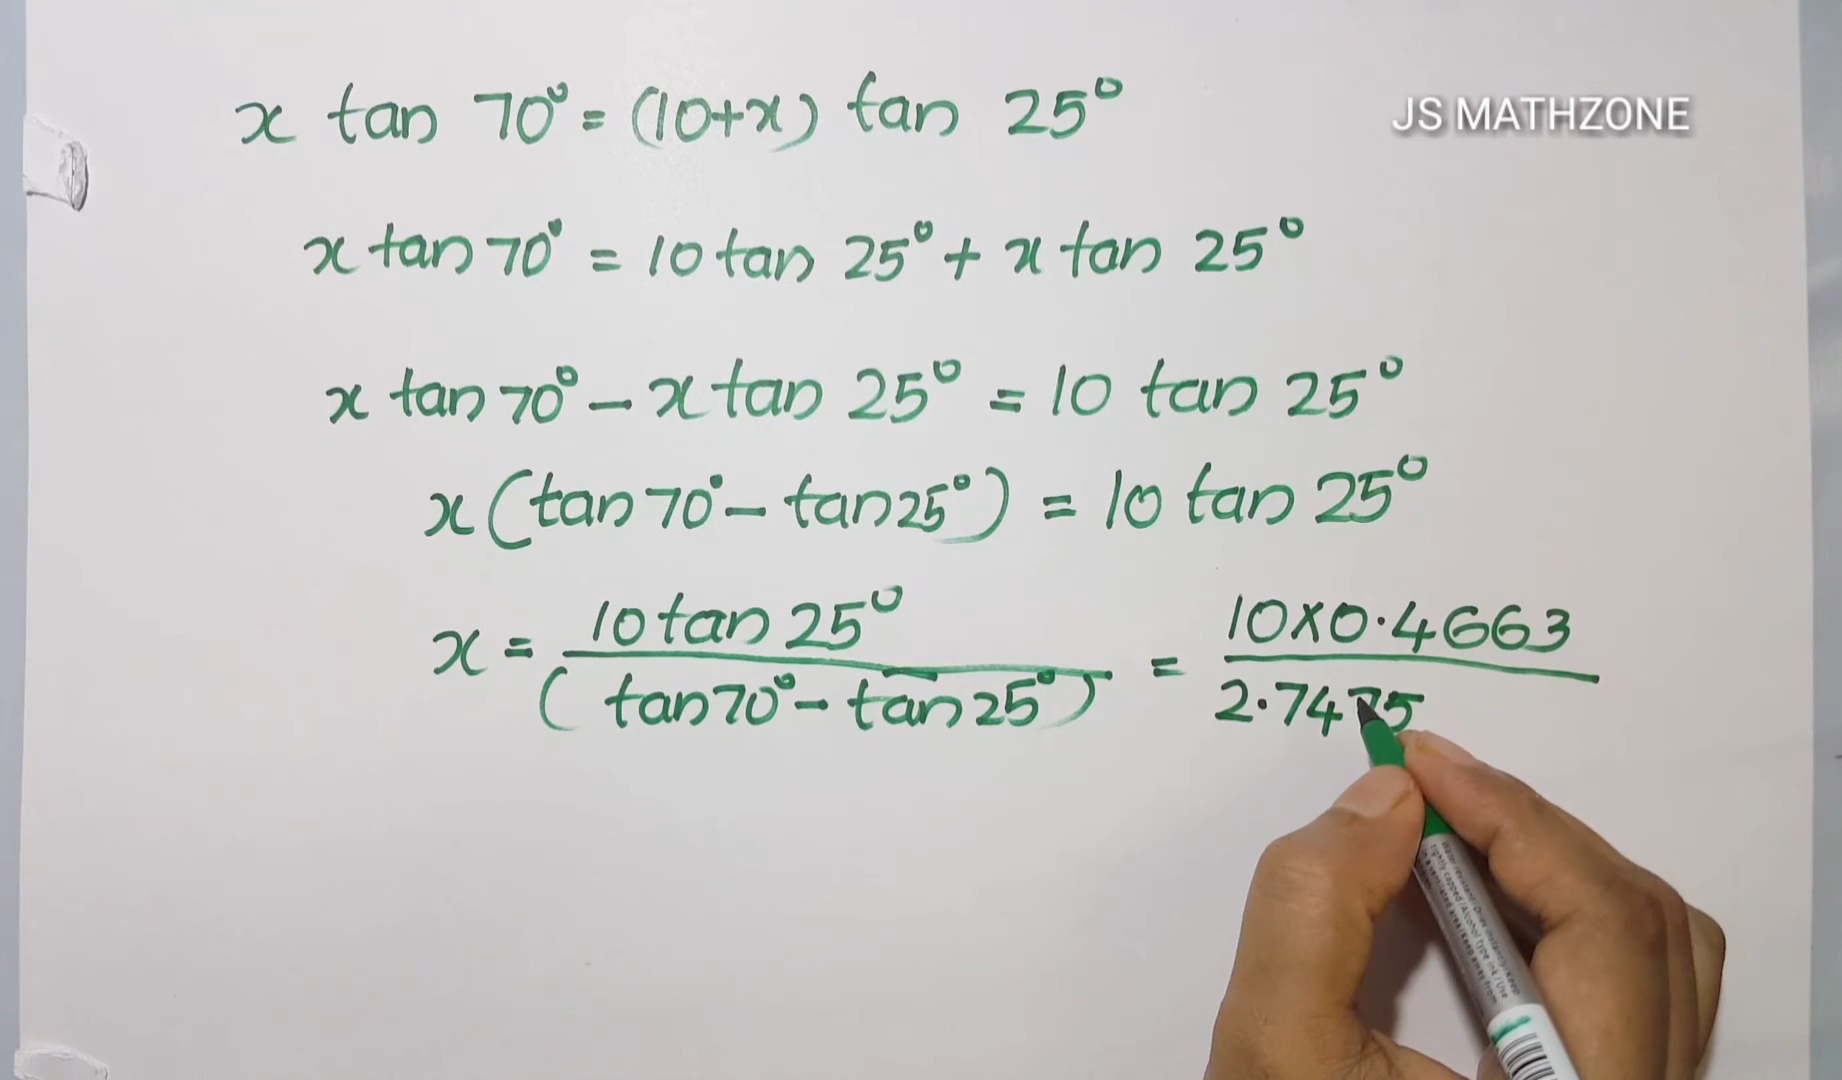 x tan 70° = (10+x) tan 25°
JS MATHZONE
x tan 70° = 10 tan 25° + x tan 25°
x tan 70° – x tan 25° = 10 tan 25°
x (tan 70° – tan 25°) = 10 tan 25°
x = 10 tan 25° / (tan 70° – tan 25°) = 10×0.4663 / 2.7475